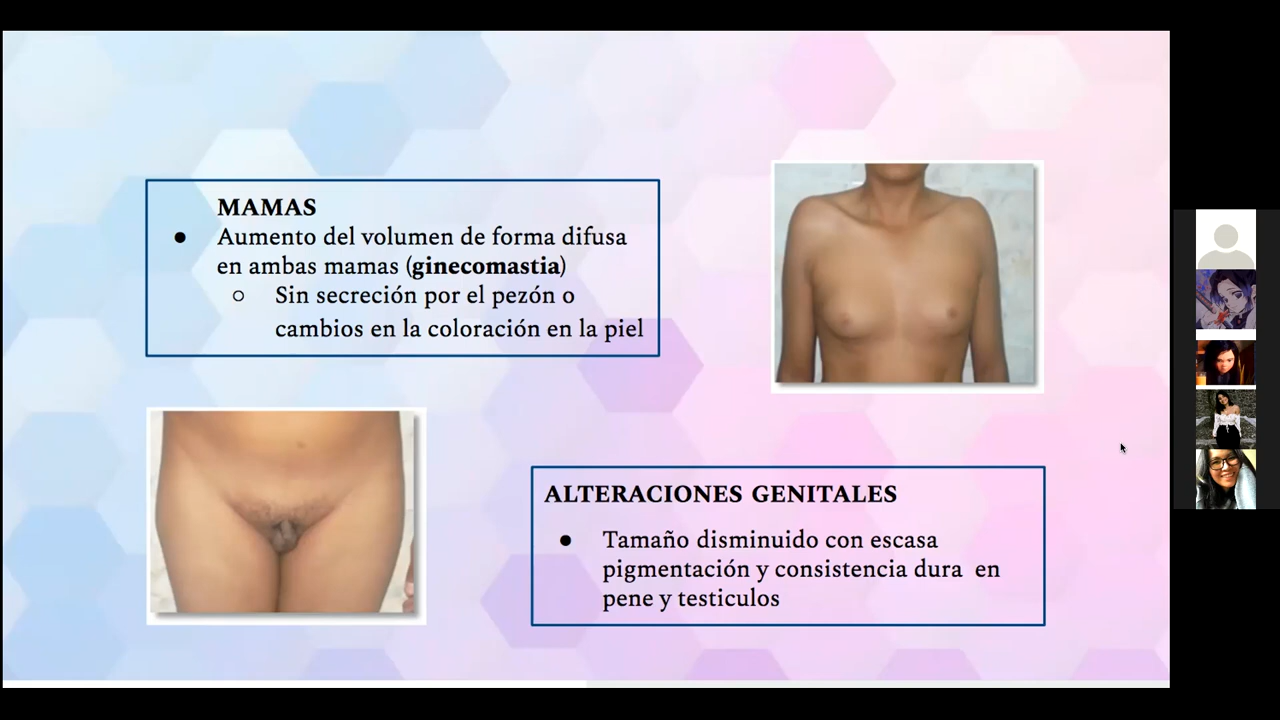 MAMAS
● Aumento del volumen de forma difusa
en ambas mamas (ginecomastia)
○ Sin secreción por el pezón o
cambios en la coloración en la piel
ALTERACIONES GENITALES
● Tamaño disminuido con escasa
pigmentación y consistencia dura en
pene y testiculos